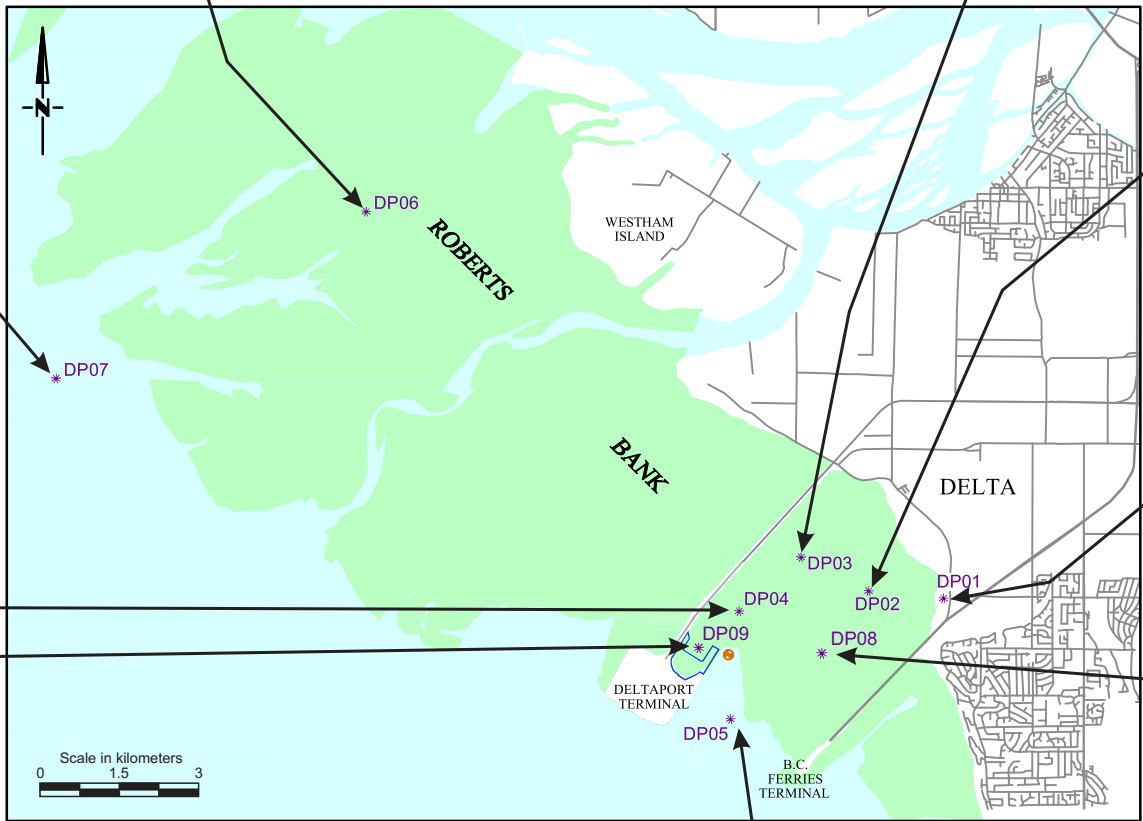 N
DP06
ROBERTS
WESTHAM
ISLAND
DP07
BANK
DELTA
DP03
DP01
DP02
DP04
DP09
DP08
DELTAPORT
TERMINAL
DP05
Scale in kilometers
0 1.5 3
B.C.
FERRIES
TERMINAL